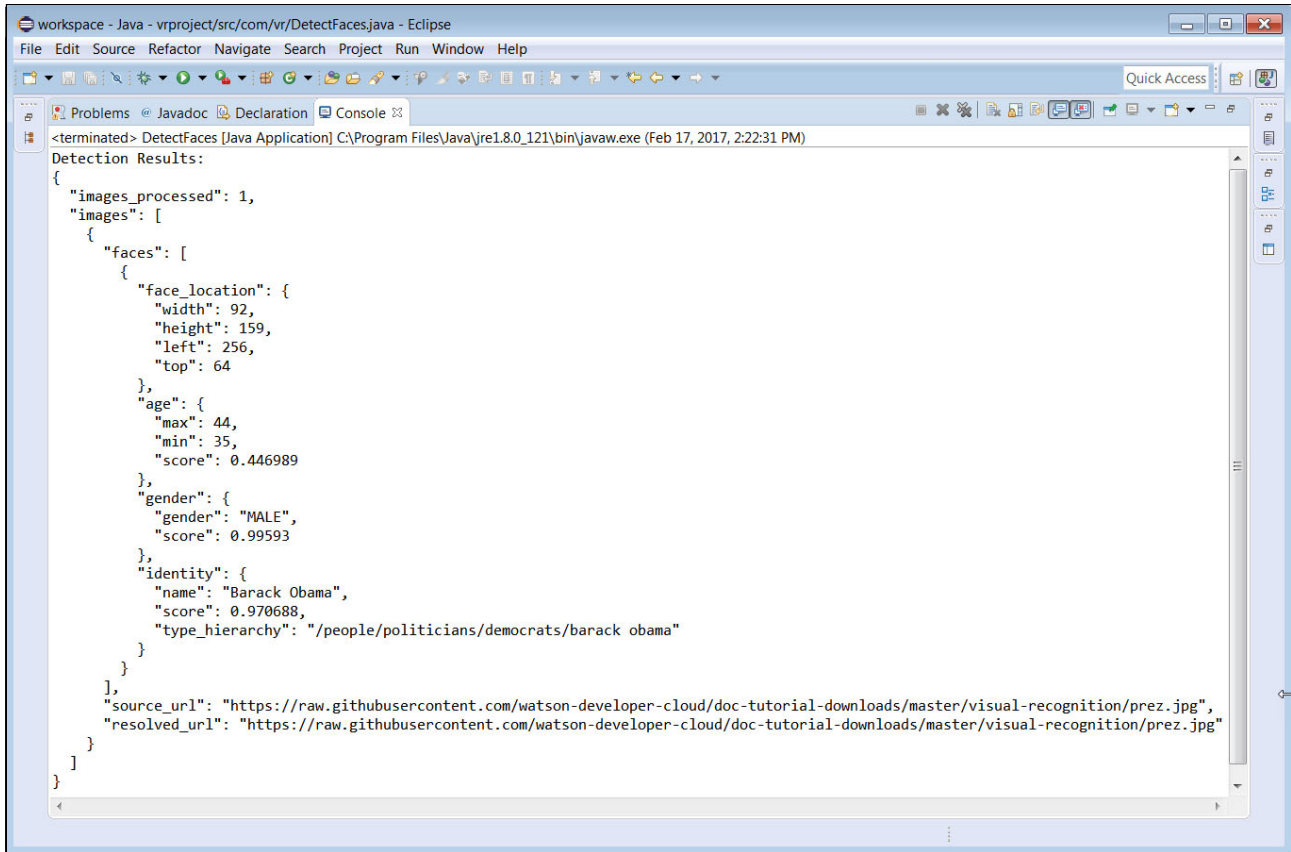 workspace - Java - vrproject/src/com/vr/DetectFaces.java - Eclipse
File Edit Source Refactor Navigate Search Project Run Window Help
Quick Access
Problems @ Javadoc Declaration Console
<terminated> DetectFaces [Java Application] C:\Program Files\Java\jre1.8.0_121\bin\javaw.exe (Feb 17, 2017, 2:22:31 PM)
Detection Results:
{
  "images_processed": 1,
  "images": [
    {
      "faces": [
        {
          "face_location": {
            "width": 92,
            "height": 159,
            "left": 256,
            "top": 64
          },
          "age": {
            "max": 44,
            "min": 35,
            "score": 0.446989
          },
          "gender": {
            "gender": "MALE",
            "score": 0.99593
          },
          "identity": {
            "name": "Barack Obama",
            "score": 0.970688,
            "type_hierarchy": "/people/politicians/democrats/barack obama"
          }
        }
      ],
      "source_url": "https://raw.githubusercontent.com/watson-developer-cloud/doc-tutorial-downloads/master/visual-recognition/prez.jpg",
      "resolved_url": "https://raw.githubusercontent.com/watson-developer-cloud/doc-tutorial-downloads/master/visual-recognition/prez.jpg"
    }
  ]
}